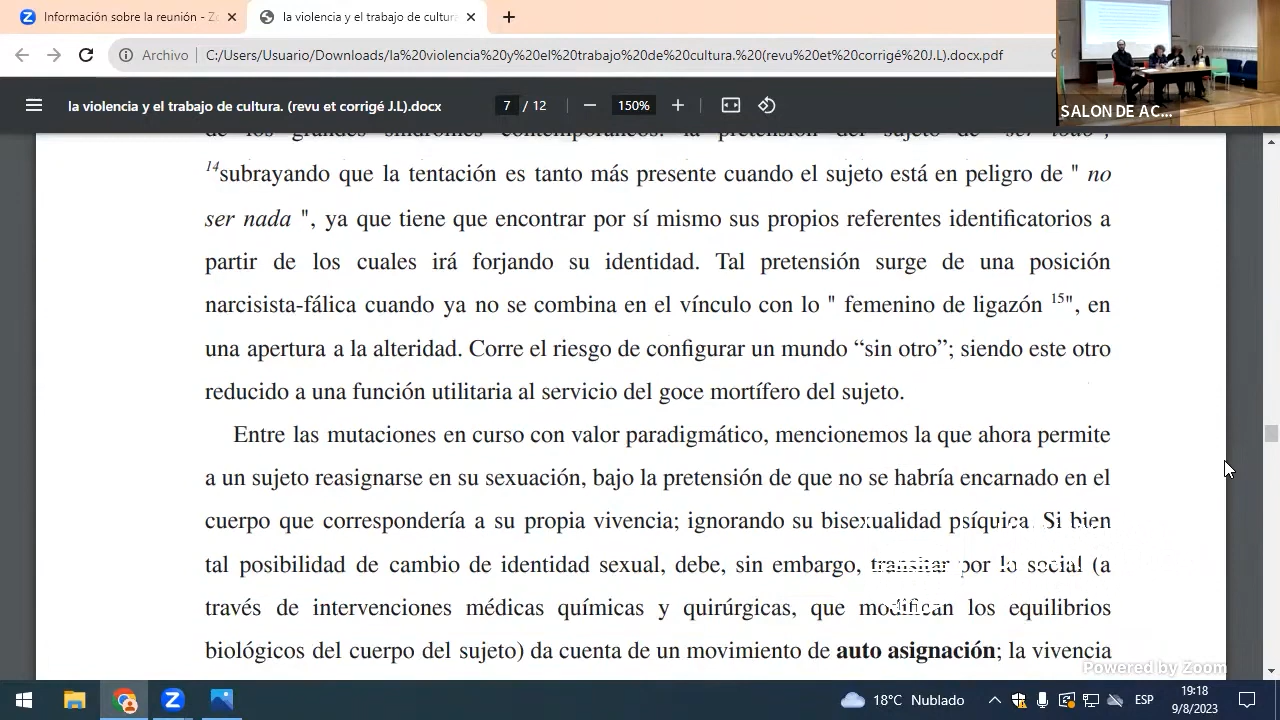 Información sobre la reunión - Zo
la violencia y el trabajo de cultura
Archivo
C:/Users/Usuario/Downloads/la%20violencia%20y%20el%20trabajo%20de%20cultura.%20(revu%20et%20corrigé%20J.L).docx.pdf
SALON DE AC...
la violencia y el trabajo de cultura. (revu et corrigé J.L).docx
7 / 12
150%
14subrayando que la tentación es tanto más presente cuando el sujeto está en peligro de " no
ser nada ", ya que tiene que encontrar por sí mismo sus propios referentes identificatorios a
partir de los cuales irá forjando su identidad. Tal pretensión surge de una posición
narcisista-fálica cuando ya no se combina en el vínculo con lo " femenino de ligazón 15", en
una apertura a la alteridad. Corre el riesgo de configurar un mundo “sin otro”; siendo este otro
reducido a una función utilitaria al servicio del goce mortífero del sujeto.
Entre las mutaciones en curso con valor paradigmático, mencionemos la que ahora permite
a un sujeto reasignarse en su sexuación, bajo la pretensión de que no se habría encarnado en el
cuerpo que correspondería a su propia vivencia; ignorando su bisexualidad psíquica. Si bien
tal posibilidad de cambio de identidad sexual, debe, sin embargo, transitar por lo social (a
través de intervenciones médicas químicas y quirúrgicas, que modifican los equilibrios
biológicos del cuerpo del sujeto) da cuenta de un movimiento de auto asignación; la vivencia
Powered by Zoom
18°C Nublado
ESP
19:18
9/8/2023